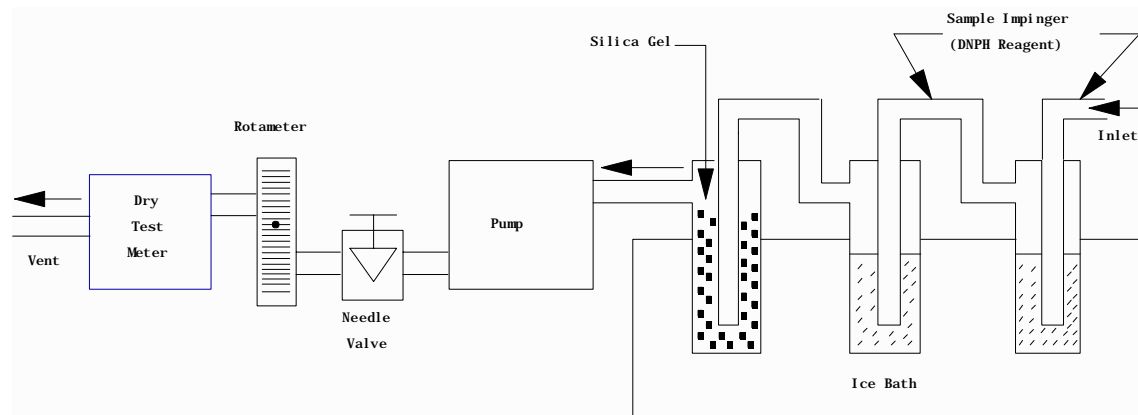 Sample Impinger
(DNPH Reagent)
Silica Gel
Inlet
Rotameter
Dry
Test
Meter
Pump
Vent
Needle
Valve
Ice Bath